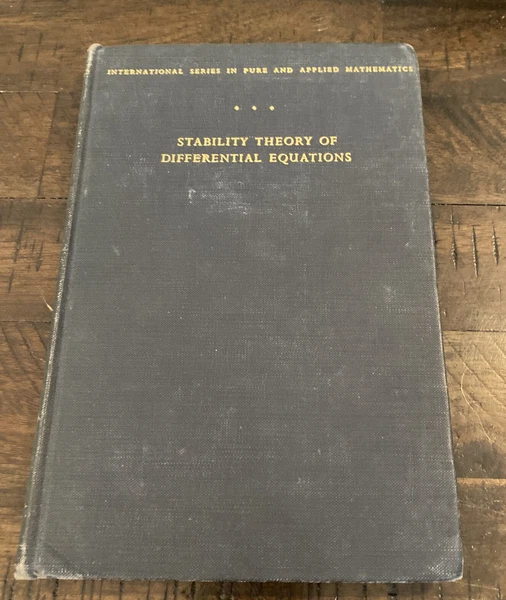 INTERNATIONAL SERIES IN PURE AND APPLIED MATHEMATICS
STABILITY THEORY OF
DIFFERENTIAL EQUATIONS